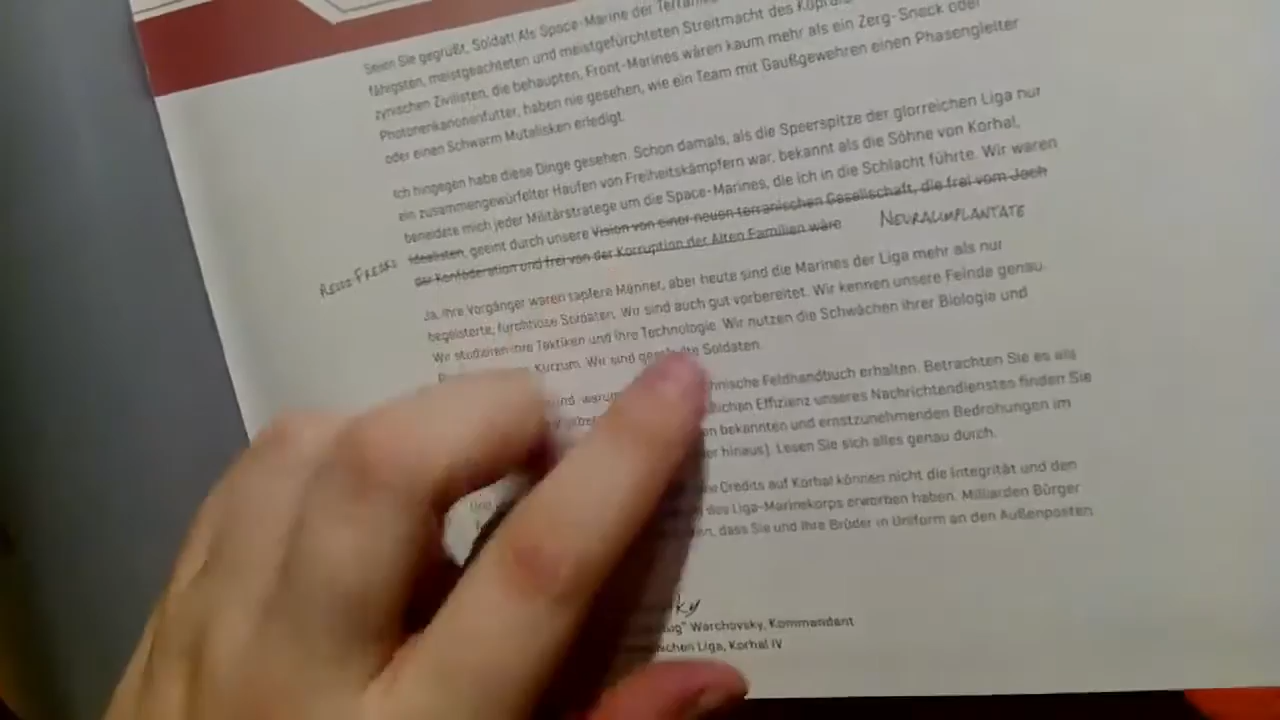 Seien Sie gegrüßt, Soldat! Als Space-Marine der
fähigsten, meistgeachteten und meistgefürchteten Streitmacht des
zynischen Zivilisten, die behaupten, Front-Marines wären kaum mehr als ein Zerg-Snack oder
Photonenkanonenfutter, haben nie gesehen, wie ein Team mit Gaußgewehren einen Phasengleiter
oder einen Schwarm Mutalisken erledigt.
Ich hingegen habe diese Dinge gesehen. Schon damals, als die Speerspitze der glorreichen Liga nur
ein zusammengewürfelter Haufen von Freiheitskämpfern war, bekannt als die Söhne von Korhal,
beneidete mich jeder Militärstratege um die Space-Marines, die ich in die Schlacht führte. Wir waren
Idealisten, geeint durch unsere Vision von einer neuen terranischen Gesellschaft, die frei vom Joch
der Konföderation und frei von der Korruption der Alten Familien wäre
NEURALIMPLANTATE
Ja, Ihre Vorgänger waren tapfere Männer, aber heute sind die Marines der Liga mehr als nur
begeisterte, furchtlose Soldaten. Wir sind auch gut vorbereitet. Wir kennen unsere Feinde genau.
Wir studieren ihre Taktiken und ihre Technologie. Wir nutzen die Schwächen ihrer Biologie und
Kurzum: Wir sind geschulte Soldaten.
Feldhandbuch erhalten. Betrachten Sie es als
Effizienz unseres Nachrichtendienstes finden Sie
bekannten und ernstzunehmenden Bedrohungen im
hinaus). Lesen Sie sich alles genau durch.
Credits auf Korhal können nicht die Integrität und den
des Liga-Marinekorps erworben haben. Milliarden Bürger
dass Sie und Ihre Brüder in Uniform an den Außenposten
Warchovsky, Kommandant
Liga, Korhal IV